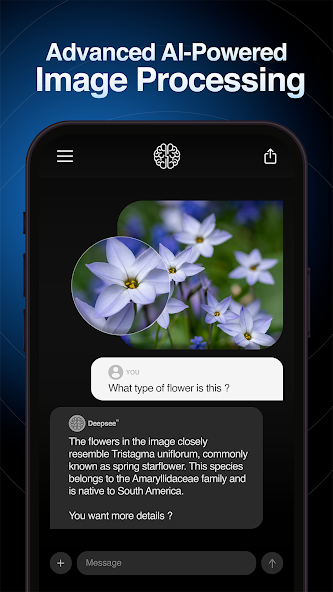 Advanced AI-Powered
Image Processing
YOU
What type of flower is this ?
Deepsee
The flowers in the image closely
resemble Tristagma uniflorum, commonly
known as spring starflower. This species
belongs to the Amaryllidaceae family and
is native to South America.
You want more details ?
Message